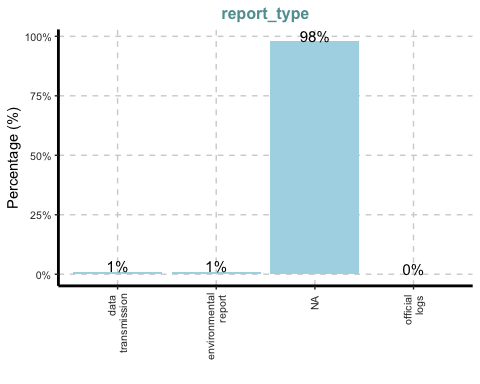 report_type
Percentage (%)
100%
75%
50%
25%
0%
98%
1%
1%
0%
data
transmission
environmental
report
NA
official
logs